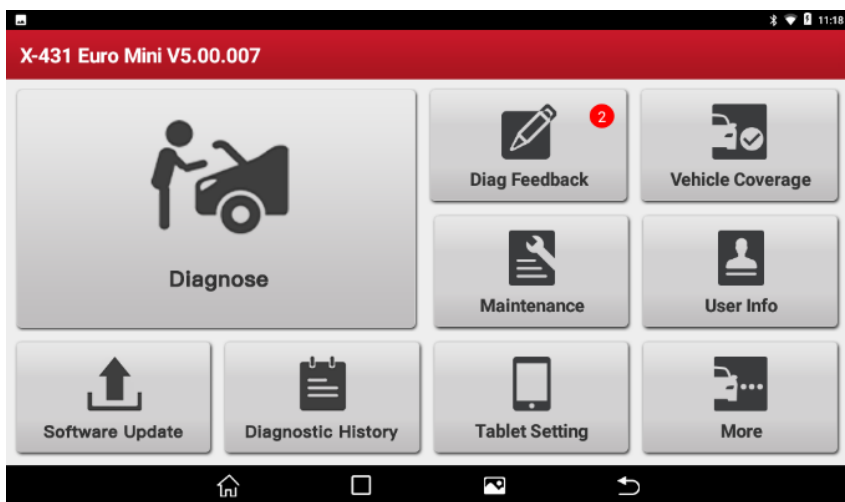 11:18
X-431 Euro Mini V5.00.007
Diagnose
2
Diag Feedback
Vehicle Coverage
Maintenance
User Info
Software Update
Diagnostic History
Tablet Setting
More